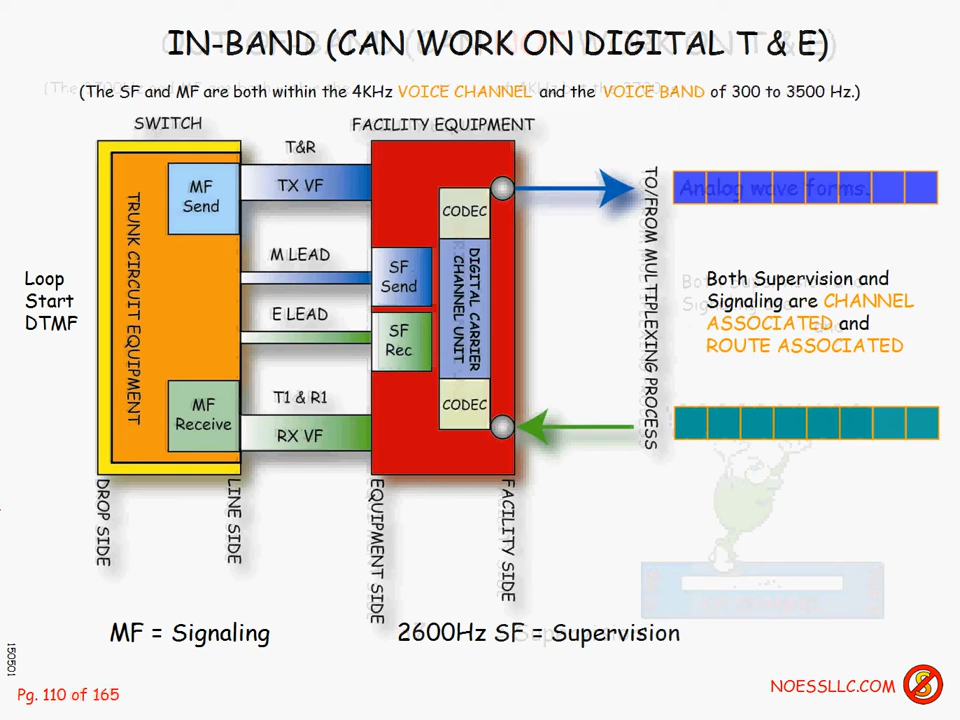 IN-BAND (CAN WORK ON DIGITAL T & E)
(The SF and MF are both within the 4KHz VOICE CHANNEL and the VOICE BAND of 300 to 3500 Hz.)
SWITCH
FACILITY EQUIPMENT
T&R
MF
Send
TX VF
CODEC
Analog wave forms.
TRUNK CIRCUIT EQUIPMENT
M LEAD
SF
Send
DIGITAL CARRIER
CHANNEL UNIT
TO/FROM MULTIPLEXING PROCESS
Loop
Start
DTMF
E LEAD
SF
Rec
Both Supervision and
Signaling are CHANNEL
ASSOCIATED and
ROUTE ASSOCIATED
MF
Receive
T1 & R1
RX VF
CODEC
DROP SIDE
LINE SIDE
EQUIPMENT SIDE
FACILITY SIDE
MF = Signaling
2600Hz SF = Supervision
150501
Pg. 110 of 165
NOESSLLC.COM
S